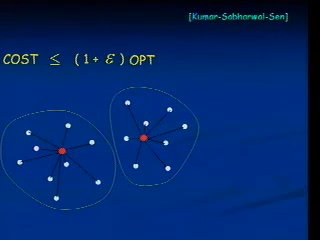 [Kumar-Sabharwal-Sen]
COST ≤ (1 + ε) OPT